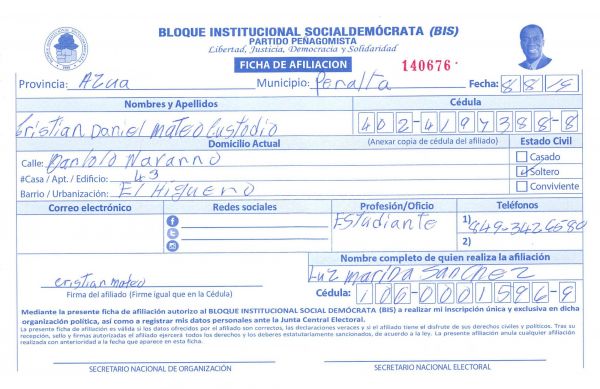 BLOQUE INSTITUCIONAL SOCIALDEMÓCRATA (BIS)
PARTIDO PEÑAGOMISTA
Libertad, Justicia, Democracia y Solidaridad
FICHA DE AFILIACION
140676
Provincia: Azua Municipio: Peralta Fecha: 8 8 19
Nombres y Apellidos Cédula
Cristian Daniel Mateo Custodio 402-4197388-8
Domicilio Actual (Anexar copia de cédula del afiliado) Estado Civil
Calle: Navarro Casado
#Casa / Apt. / Edificio: 43 Soltero
Barrio / Urbanización: El Higuero Conviviente
Correo electrónico Redes sociales Profesión/Oficio Teléfonos
Estadiante 1) 849-342-6580
2)
Nombre completo de quien realiza la afiliación
cristian mateo Luz Marida Sanchez
Firma del afiliado (Firme igual que en la Cédula) Cédula: 106-0001596-9
Mediante la presente ficha de afiliación autorizo al BLOQUE INSTITUCIONAL SOCIAL DEMÓCRATA (BIS) a realizar mi inscripción única y exclusiva en dicha
organización política, así como a registrar mis datos personales ante la Junta Central Electoral.
La presente ficha de afiliación es válida si las datos ofrecidos por el afiliado son correctos, las declaraciones veraces y si el afiliado tiene el disfrute de sus derechos civiles y políticos. Tras su
recepción, sello y firmas autorizadas el afiliado ejercerá todos los derechos y los deberes estatutariamente sancionados, de acuerdo a la ley. La presente afiliación anula cualquier afiliación
realizada con anterioridad a la fecha que aparece en esta ficha.
SECRETARIO NACIONAL DE ORGANIZACIÓN SECRETARIO NACIONAL ELECTORAL